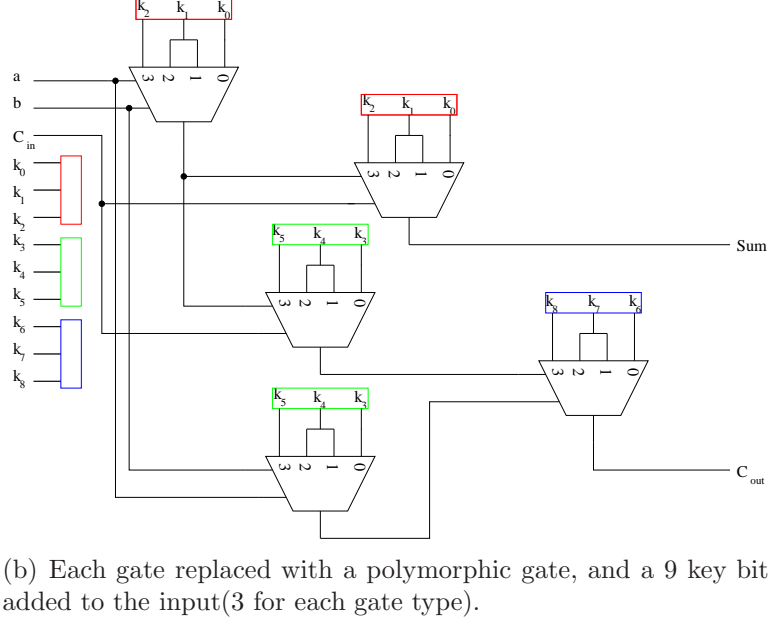 k2 k1 k0
3 2 1 0
a
b
Cin
k2 k1 k0
3 2 1 0
k0
k1
k2
k3
k4
k5
k6
k7
k8
Sum
k5 k4 k3
3 2 1 0
k8 k7 k6
3 2 1 0
k5 k4 k3
3 2 1 0
Cout
(b) Each gate replaced with a polymorphic gate, and a 9 key bit
added to the input(3 for each gate type).